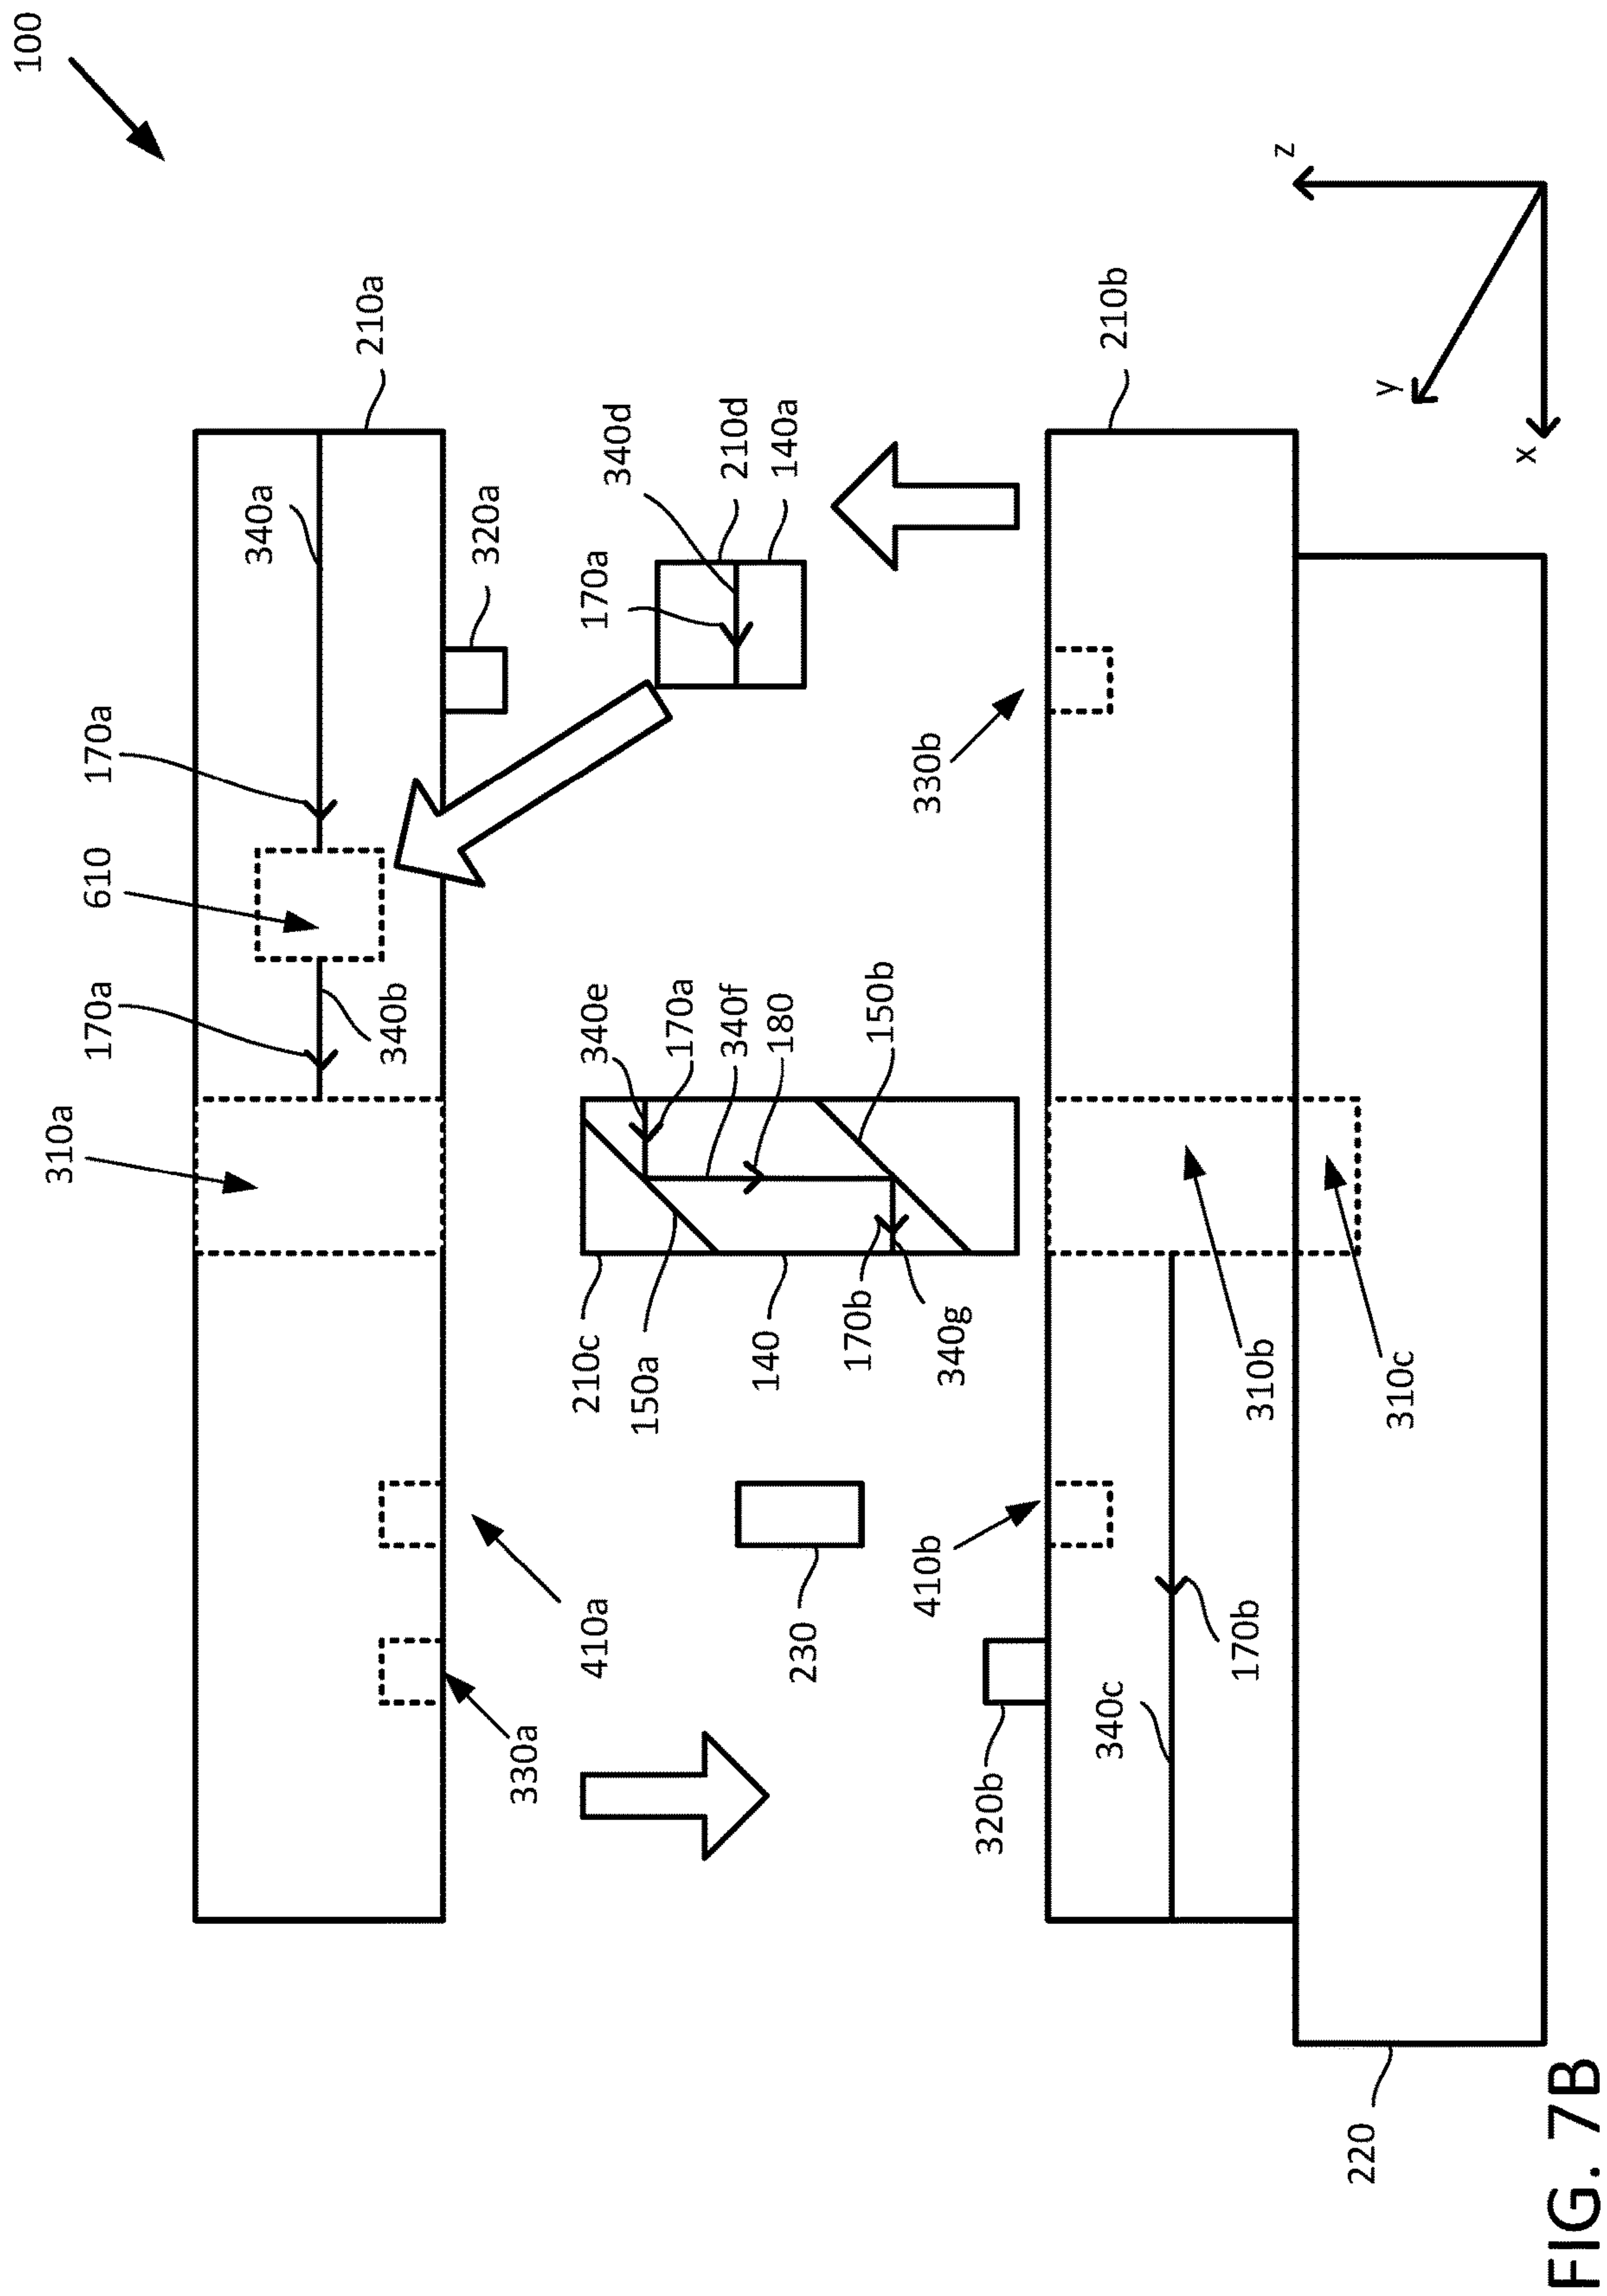 100
210a
340a
320a
170a
610
170a
340b
310a
340d
210d
140a
170a
210b
z
y
x
330b
340e
170a
340f
180
150b
210c
150a
140
170b
340g
310b
310c
410a
330a
230
410b
320b
340c
170b
220
FIG. 7B